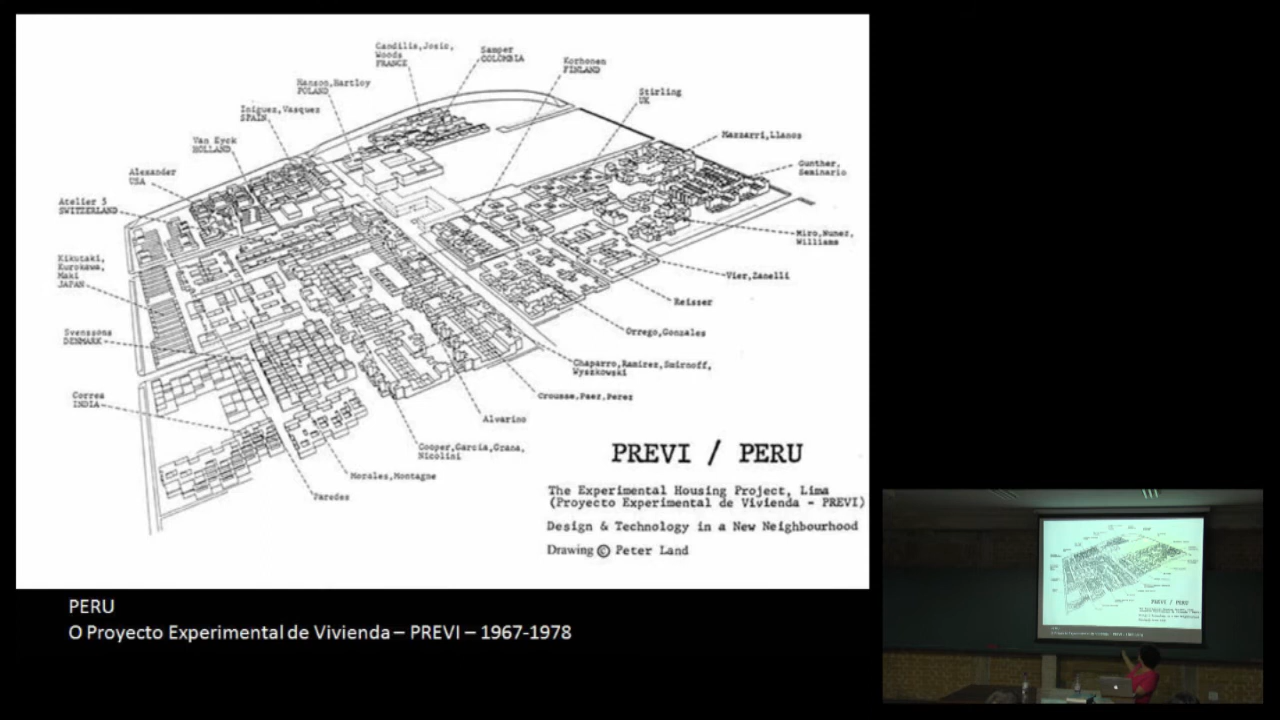 Candilis,Josic,
Woods
FRANCE
Samper
COLOMBIA
Korhonen
FINLAND
Hanson,Hartloy
POLAND
Stirling
UK
Iniguez,Vasquez
SPAIN
Mazzarri,Llanos
Van Eyck
HOLLAND
Gunther,
Seminario
Alexander
USA
Atelier 5
SWITZERLAND
Miro,Nunez,
Williams
Kikutaki,
Kurokawa,
Maki
JAPAN
Vier,Zanelli
Reisser
Svenssons
DENMARK
Orrego,Gonzales
Chaparro,Ramirez,Smirnoff,
Wyszkowski
Correa
INDIA
Crousse,Paez,Perez
Alvarino
Cooper,Garcia,Grana,
Nicolini
Morales,Montagne
Paredes
PREVI / PERU
The Experimental Housing Project, Lima
(Proyecto Experimental de Vivienda - PREVI)
Design & Technology in a New Neighbourhood
Drawing © Peter Land
PERU
O Proyecto Experimental de Vivienda – PREVI – 1967-1978
PREVI / PERU